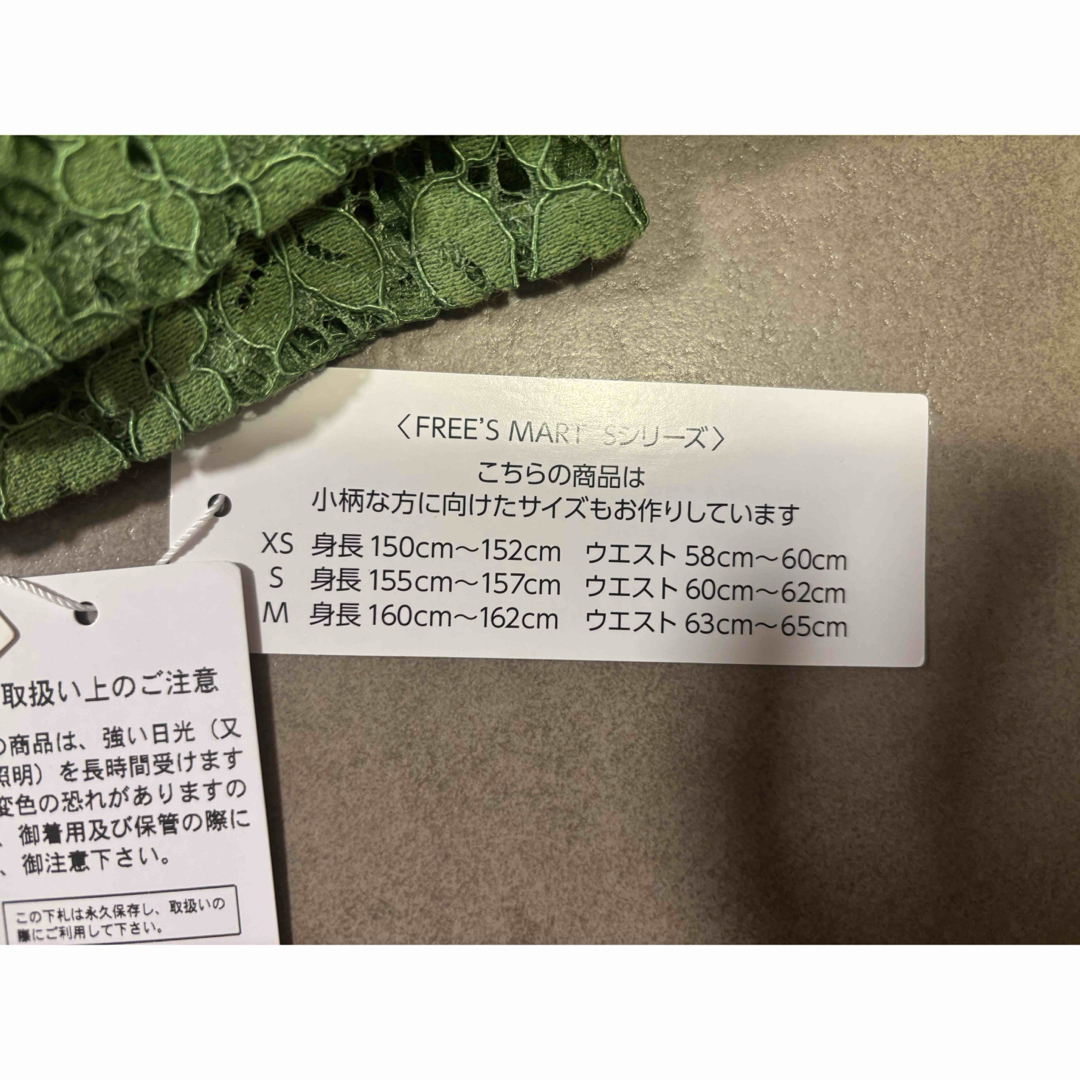 〈FREE'S MART Sシリーズ〉
こちらの商品は
小柄な方に向けたサイズもお作りしています
XS 身長 150cm～152cm ウエスト 58cm～60cm
S 身長 155cm～157cm ウエスト 60cm～62cm
M 身長 160cm～162cm ウエスト 63cm～65cm
取扱い上のご注意
の商品は、強い日光（又
照明）を長時間受けます
変色の恐れがありますの
、御着用及び保管の際に
、御注意下さい。
この下札は永久保存し、取扱いの
際にご利用して下さい。